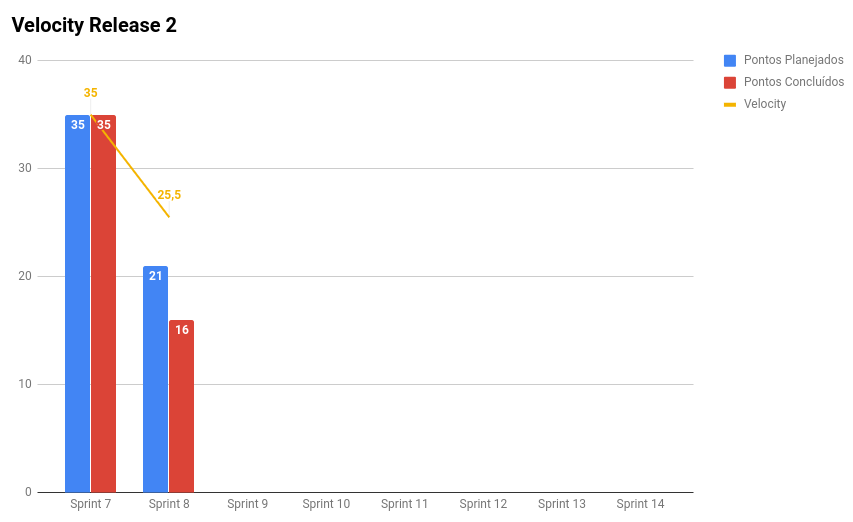 Velocity Release 2
40
30
20
10
0
35
35
35
25,5
21
16
Sprint 7
Sprint 8
Sprint 9
Sprint 10
Sprint 11
Sprint 12
Sprint 13
Sprint 14
Pontos Planejados
Pontos Concluídos
Velocity